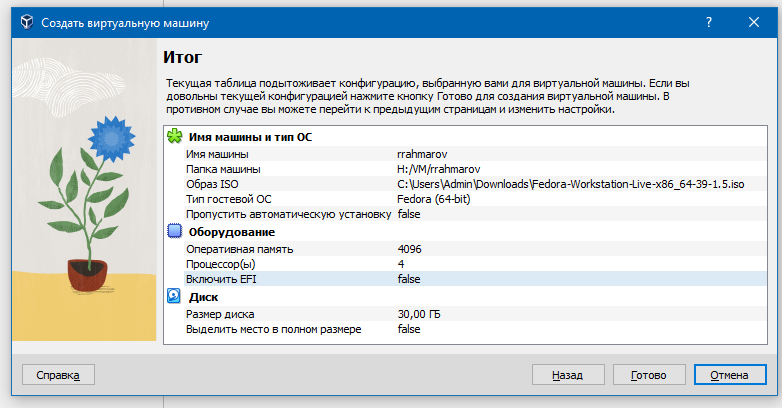 Создать виртуальную машину
?
Итог
Текущая таблица подытоживает конфигурацию, выбранную вами для виртуальной машины. Если вы
довольны текущей конфигурацией нажмите кнопку Готово для создания виртуальной машины. В
противном случае вы можете перейти к предыдущим страницам и изменить настройки.
Имя машины и тип ОС
Имя машины rrahmarov
Папка машины H:/VM/rrahmarov
Образ ISO C:\Users\Admin\Downloads\Fedora-Workstation-Live-x86_64-39-1.5.iso
Тип гостевой ОС Fedora (64-bit)
Пропустить автоматическую установку false
Оборудование
Оперативная память 4096
Процессор(ы) 4
Включить EFI false
Диск
Размер диска 30,00 ГБ
Выделить место в полном размере false
Справка Назад Готово Отмена